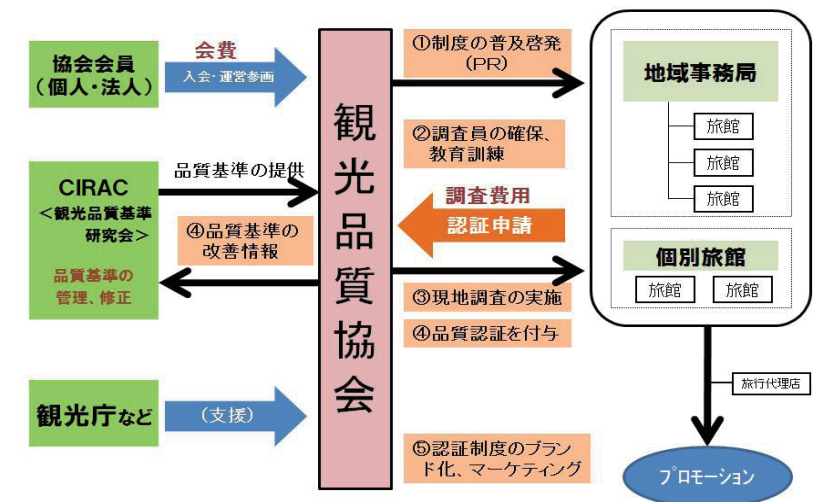 協会会員
(個人・法人)
会費
入会・運営参画
CIRAC
<観光品質基準
研究会>
品質基準の
管理、修正
品質基準の提供
④品質基準の
改善情報
観光庁など
(支援)
観光品質協会
①制度の普及啓発
(PR)
②調査員の確保、
教育訓練
調査費用
認証申請
③現地調査の実施
④品質認証を付与
⑤認証制度のブラン
ド化、マーケティング
地域事務局
旅館
旅館
旅館
個別旅館
旅館
旅館
旅行代理店
プロモーション